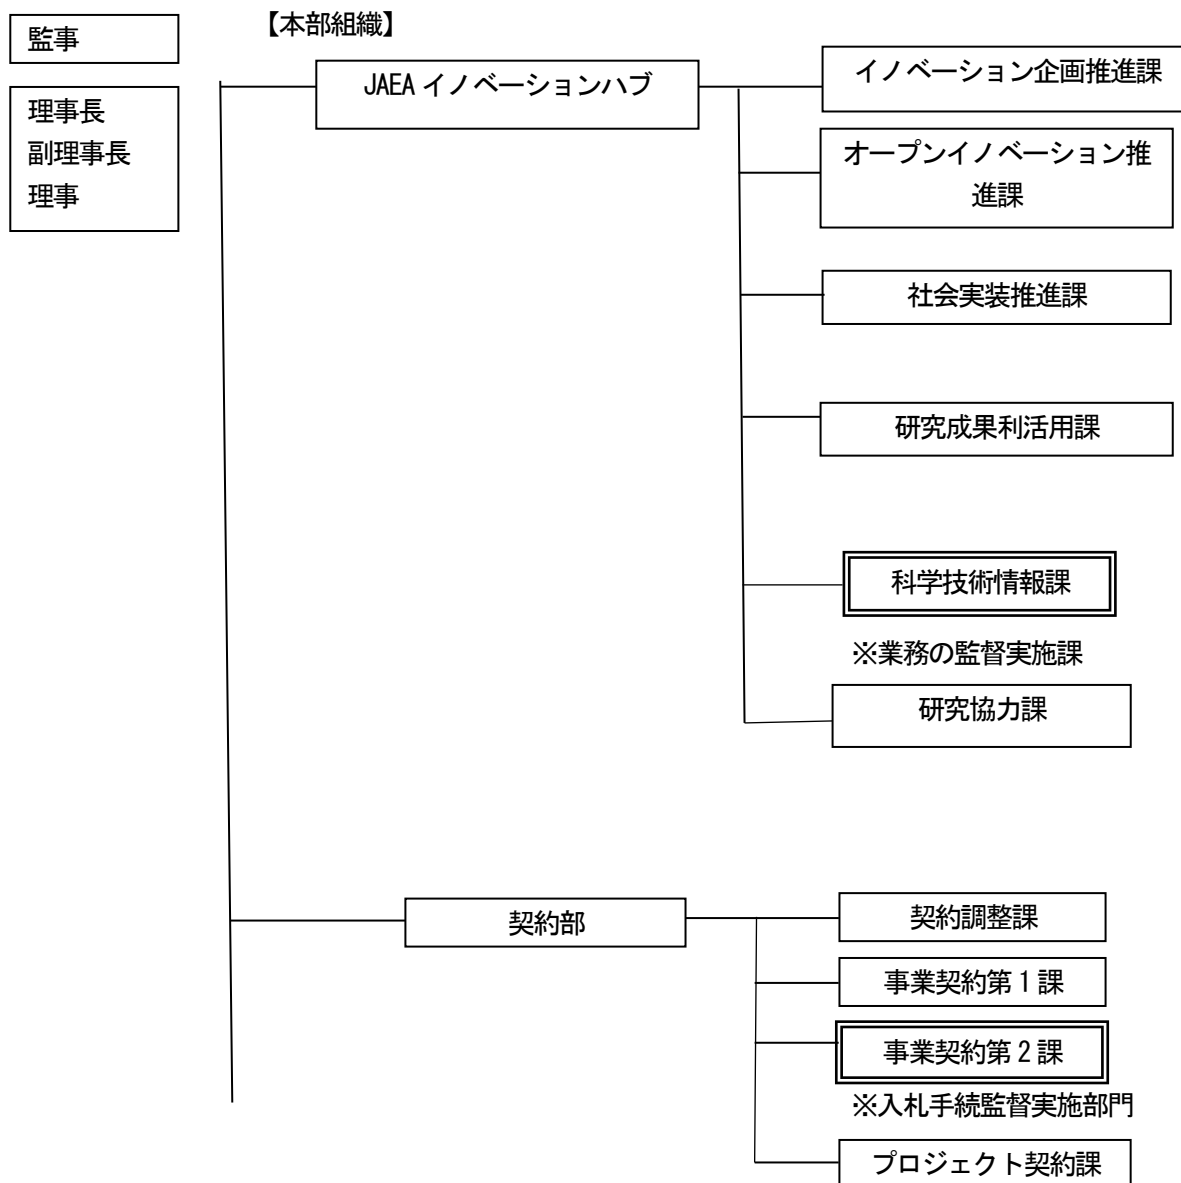 監事
【本部組織】
理事長
副理事長
理事
JAEA イノベーションハブ
イノベーション企画推進課
オープンイノベーション推
進課
社会実装推進課
研究成果利活用課
科学技術情報課
※業務の監督実施課
研究協力課
契約部
契約調整課
事業契約第1課
事業契約第2課
※入札手続監督実施部門
プロジェクト契約課